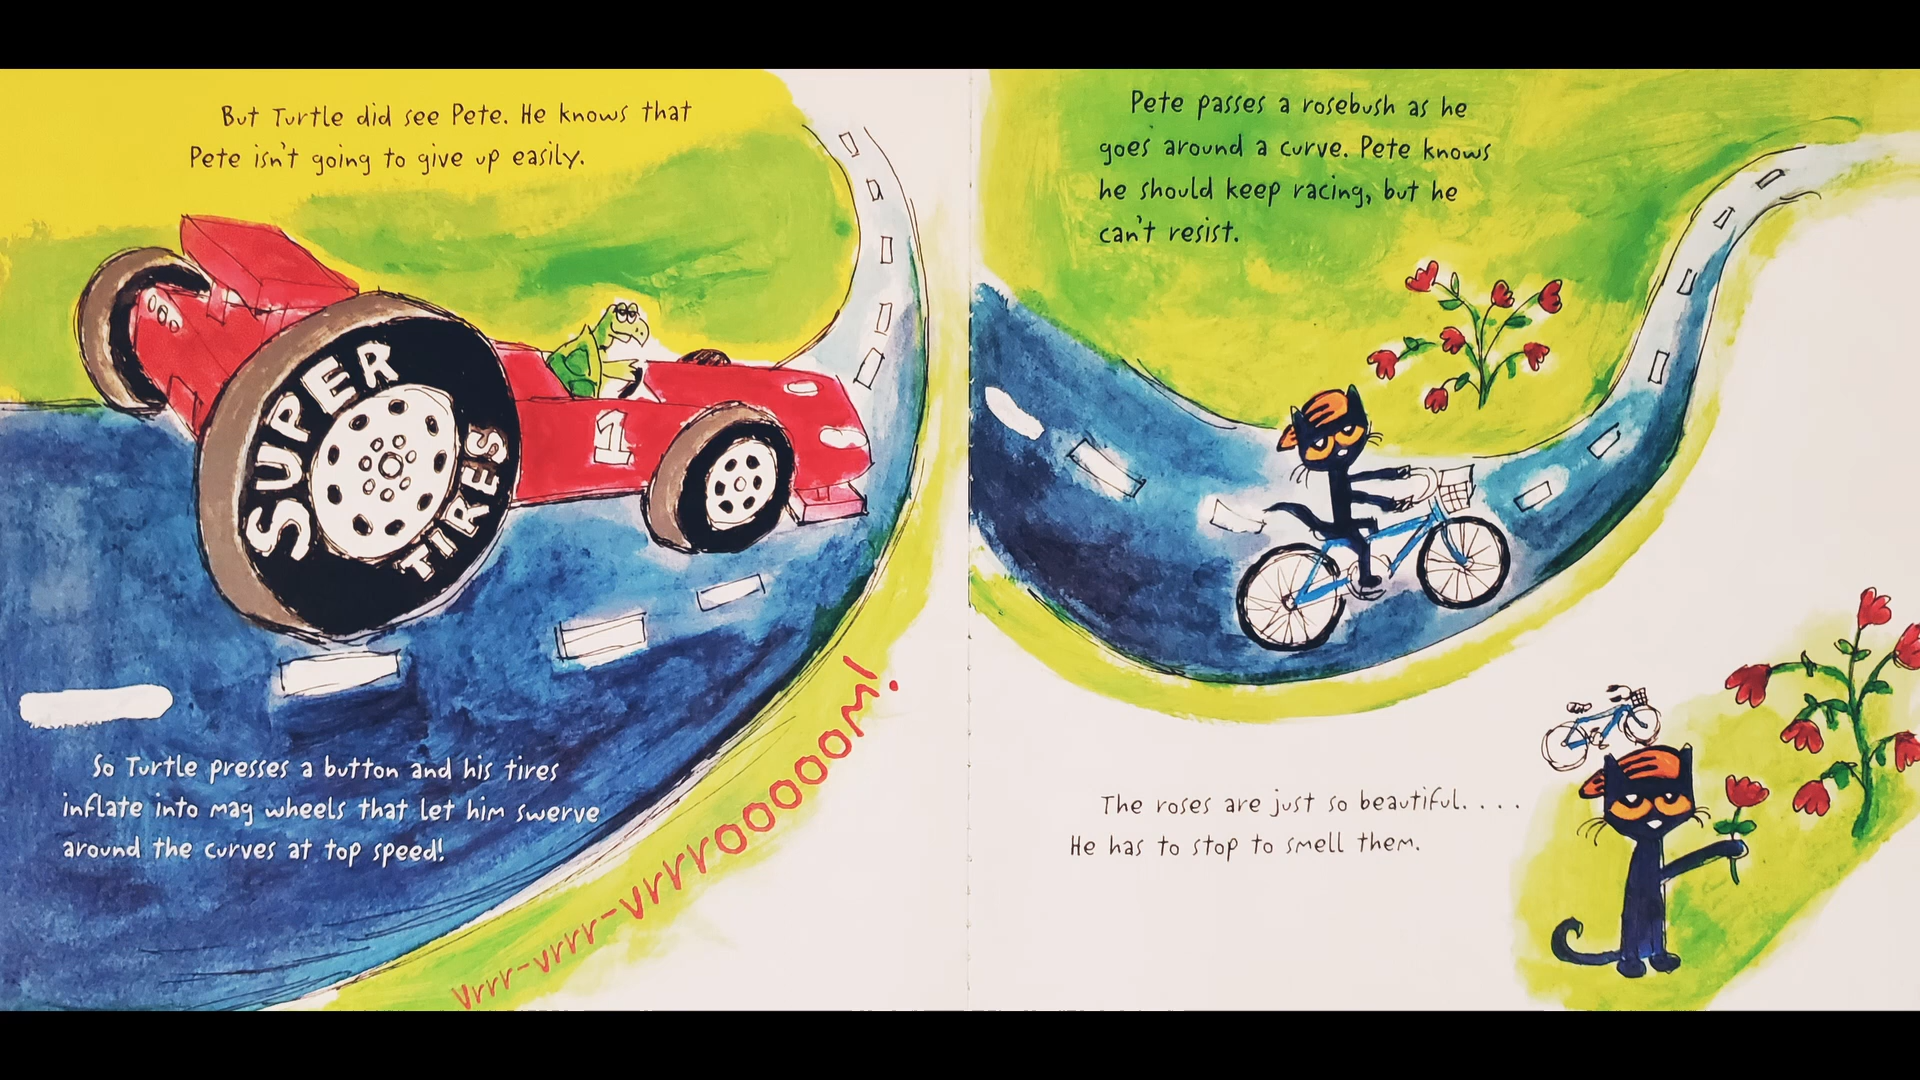 But Turtle did see Pete. He knows that
Pete isn't going to give up easily.
SUPER
TIRES
1
So Turtle presses a button and his tires
inflate into mag wheels that let him swerve
around the curves at top speed!
vrrr-vrrr-vrrroooooom!
Pete passes a rosebush as he
goes around a curve. Pete knows
he should keep racing, but he
can't resist.
The roses are just so beautiful. . . .
He has to stop to smell them.